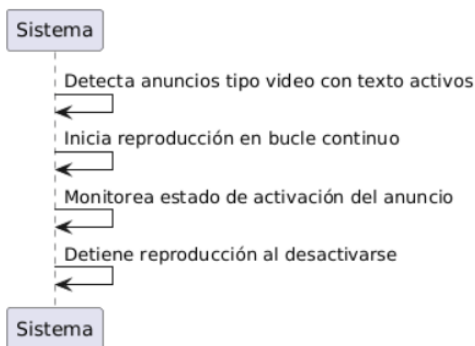 Sistema
Detecta anuncios tipo video con texto activos
Inicia reproducción en bucle continuo
Monitorea estado de activación del anuncio
Detiene reproducción al desactivarse
Sistema